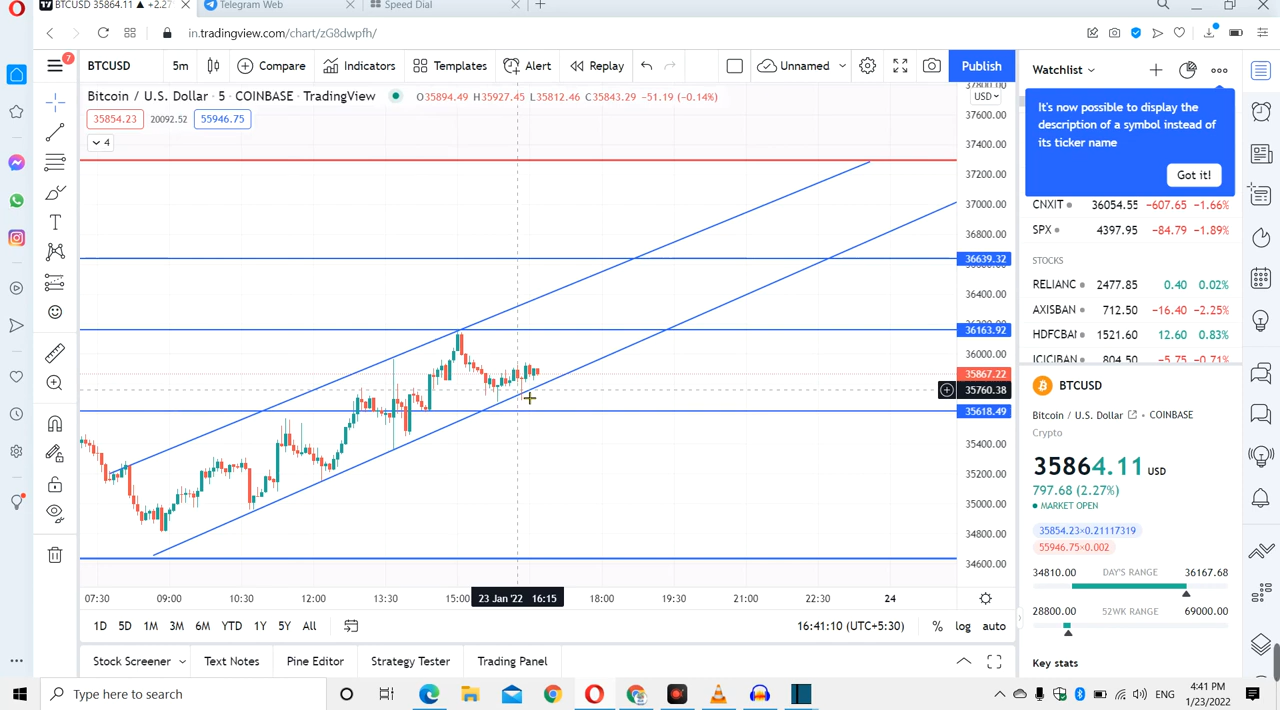 BTCUSD 35864.11 ▲ +2.27
Telegram Web
Speed Dial
in.tradingview.com/chart/zG8dwpfh/
7
BTCUSD 5m Compare Indicators Templates Alert Replay Unnamed Publish
Watchlist
Bitcoin / U.S. Dollar · 5 · COINBASE · TradingView O35894.49 H35927.45 L35812.46 C35843.29 −51.19 (−0.14%)
35854.23 20092.52 55946.75
4
USD
37800.00
37600.00
37400.00
37200.00
37000.00
36800.00
36639.32
36400.00
36163.92
36000.00
35867.22
35760.38
35618.49
35400.00
35200.00
35000.00
34800.00
34600.00
07:30 09:00 10:30 12:00 13:30 15:00 23 Jan '22 16:15 18:00 19:30 21:00 22:30 24
1D 5D 1M 3M 6M YTD 1Y 5Y All
16:41:10 (UTC+5:30) % log auto
Stock Screener Text Notes Pine Editor Strategy Tester Trading Panel
It's now possible to display the
description of a symbol instead of
its ticker name
Got it!
CNXIT 36054.55 −607.65 −1.66%
SPX 4397.95 −84.79 −1.89%
STOCKS
RELIANC 2477.85 0.40 0.02%
AXISBAN 712.50 −16.40 −2.25%
HDFCBAI 1521.60 12.60 0.83%
ICICIBAN 804.50 −5.75 −0.71%
BTCUSD
Bitcoin / U.S. Dollar · COINBASE
Crypto
35864.11 USD
797.68 (2.27%)
MARKET OPEN
35854.23×0.21117319
55946.75×0.002
34810.00 DAY'S RANGE 36167.68
28800.00 52WK RANGE 69000.00
Key stats
Type here to search
ENG
4:41 PM
1/23/2022